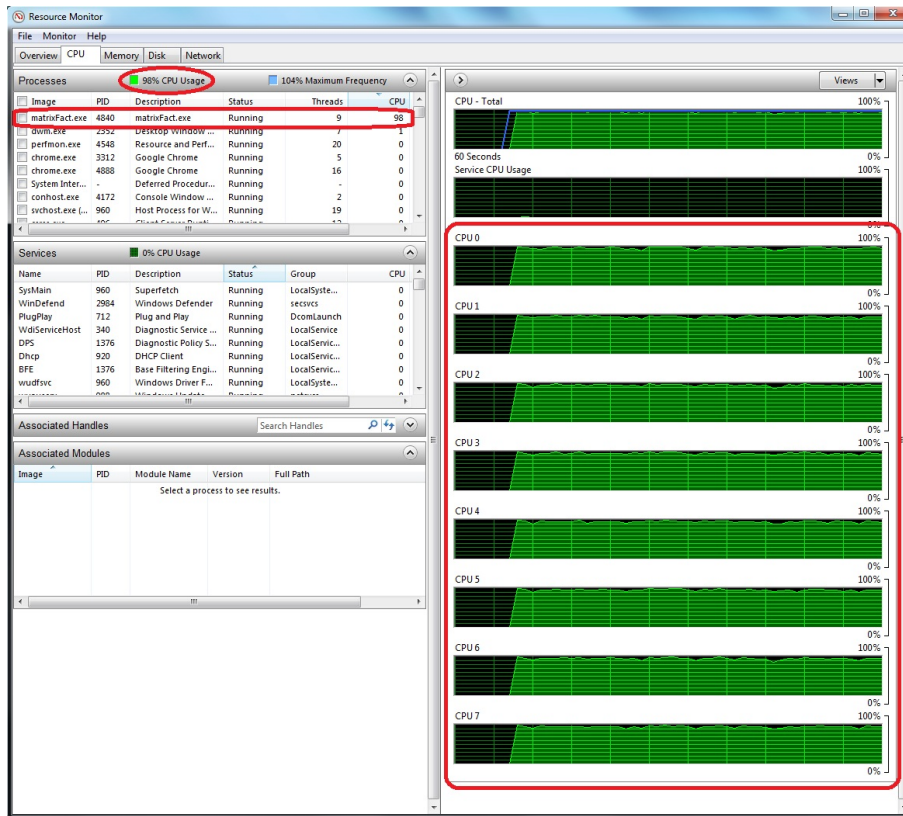 Resource Monitor
File Monitor Help
Overview CPU Memory Disk Network
Processes 98% CPU Usage 104% Maximum Frequency
Image PID Description Status Threads CPU
matrixFact.exe 4840 matrixFact.exe Running 9 98
dwm.exe 2552 Desktop Window ... Running 7 1
perfmon.exe 4548 Resource and Perf... Running 20 0
chrome.exe 3312 Google Chrome Running 5 0
chrome.exe 4888 Google Chrome Running 16 0
System Inter... - Deferred Procedur... Running - 0
conhost.exe 4172 Console Window ... Running 2 0
svchost.exe (... 960 Host Process for W... Running 19 0
Services 0% CPU Usage
Name PID Description Status Group CPU
SysMain 960 Superfetch Running LocalSyste... 0
WinDefend 2984 Windows Defender Running secsvcs 0
PlugPlay 712 Plug and Play Running DcomLaunch 0
WdiServiceHost 340 Diagnostic Service ... Running LocalService 0
DPS 1376 Diagnostic Policy S... Running LocalServic... 0
Dhcp 920 DHCP Client Running LocalServic... 0
BFE 1376 Base Filtering Engi... Running LocalServic... 0
wudfsvc 960 Windows Driver F... Running LocalSyste... 0
Associated Handles Search Handles
Associated Modules
Image PID Module Name Version Full Path
Select a process to see results.
Views
CPU - Total 100%
60 Seconds 0%
Service CPU Usage 100%
0%
CPU 0 100%
0%
CPU 1 100%
0%
CPU 2 100%
0%
CPU 3 100%
0%
CPU 4 100%
0%
CPU 5 100%
0%
CPU 6 100%
0%
CPU 7 100%
0%